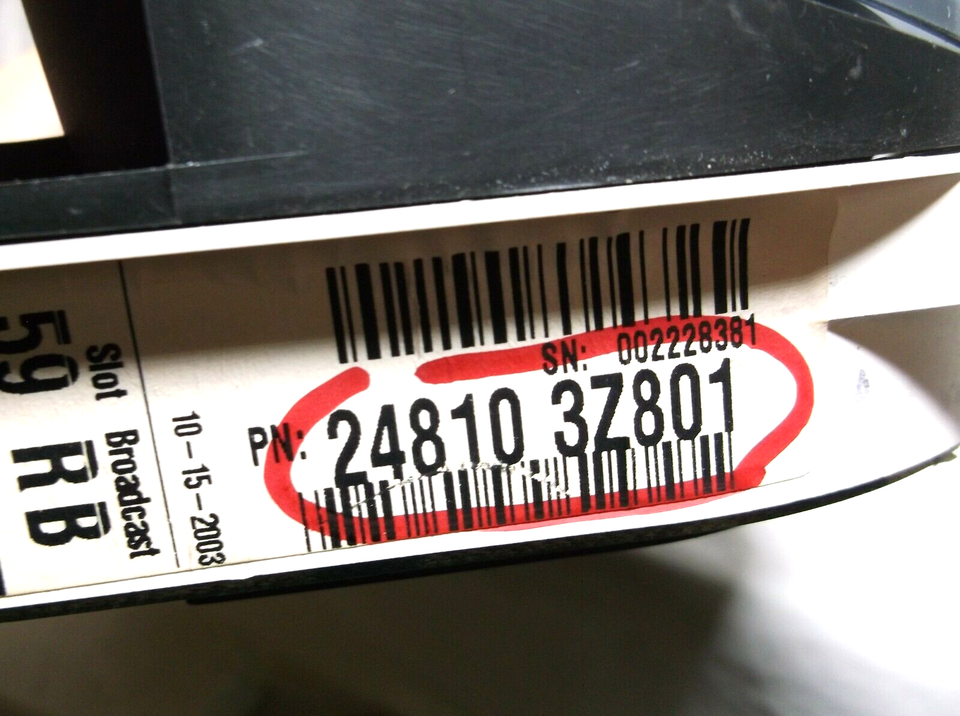 SN: 002228381
PN: 24810 3Z801
10-15-2003
Slot Broadcast
59 RB